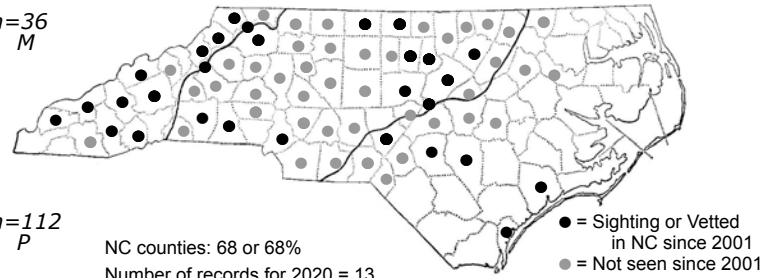 n=36
M
n=112
P
NC counties: 68 or 68%
Number of records for 2020 = 13
● = Sighting or Vetted
in NC since 2001
● = Not seen since 2001